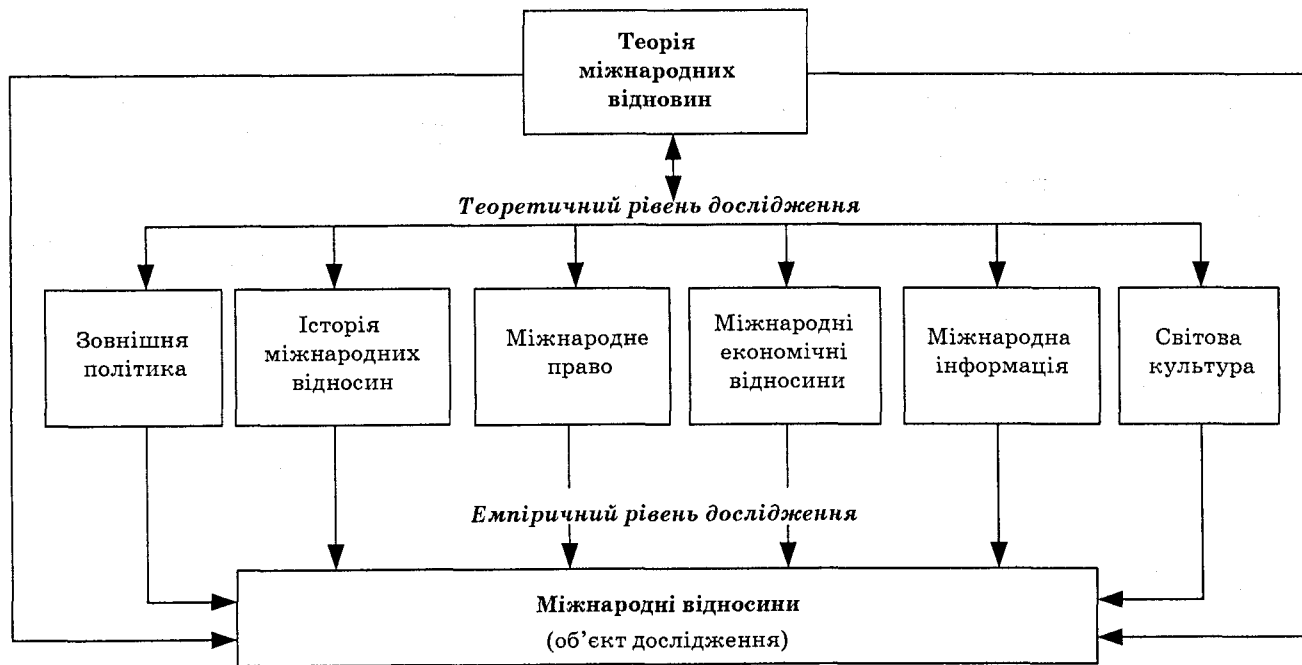 Теорія
міжнародних
відновин
Теоретичний рівень дослідження
Зовнішня
політика
Історія
міжнародних
відносин
Міжнародне
право
Міжнародні
економічні
відносини
Міжнародна
інформація
Світова
культура
Емпіричний рівень дослідження
Міжнародні відносини
(об’єкт дослідження)